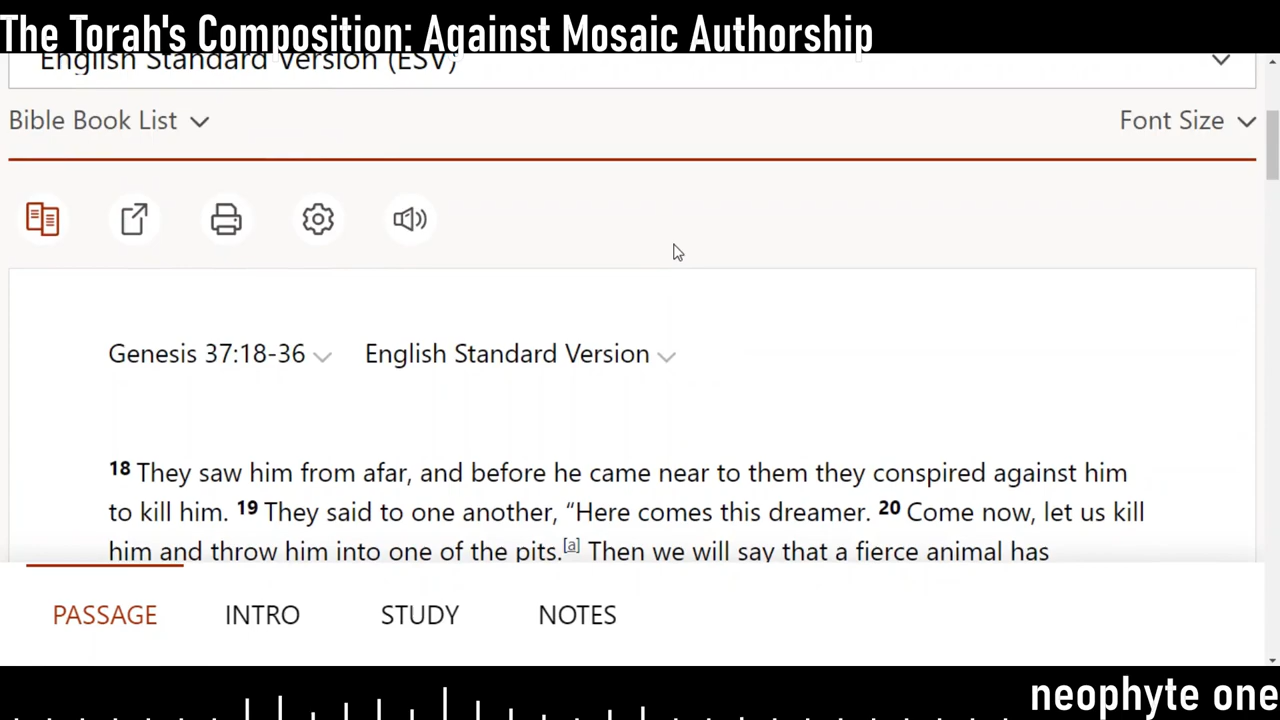 The Torah's Composition: Against Mosaic Authorship
English Standard Version (ESV)
Bible Book List
Font Size
Genesis 37:18-36 English Standard Version
18 They saw him from afar, and before he came near to them they conspired against him
to kill him. 19 They said to one another, “Here comes this dreamer. 20 Come now, let us kill
him and throw him into one of the pits.[a] Then we will say that a fierce animal has
PASSAGE INTRO STUDY NOTES
neophyte one